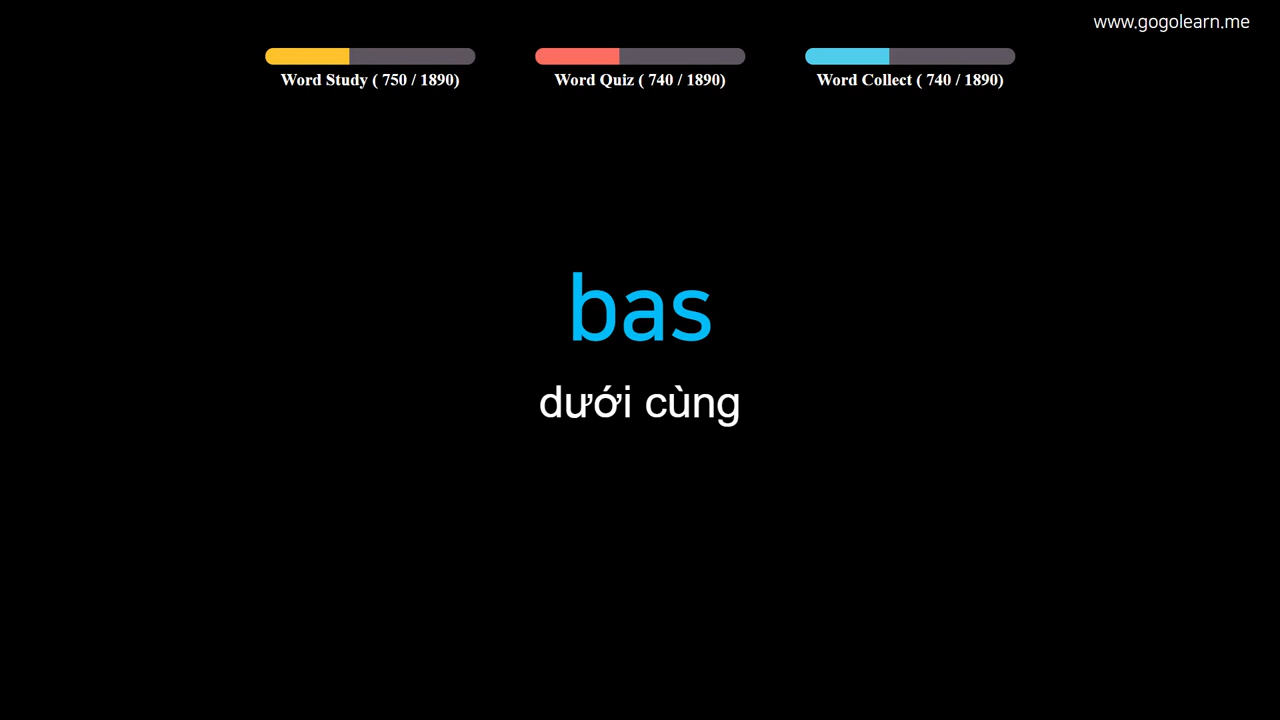 www.gogolearn.me
Word Study ( 750 / 1890)
Word Quiz ( 740 / 1890)
Word Collect ( 740 / 1890)
bas
dưới cùng